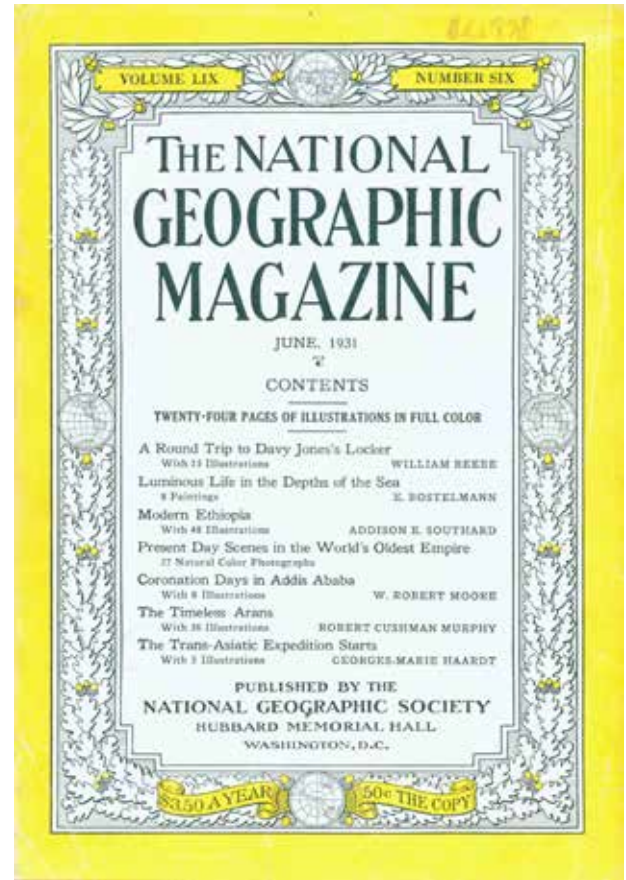 VOLUME LIX
NUMBER SIX
THE NATIONAL
GEOGRAPHIC
MAGAZINE
JUNE, 1931
CONTENTS
TWENTY-FOUR PAGES OF ILLUSTRATIONS IN FULL COLOR
A Round Trip to Davy Jones's Locker
With 15 Illustrations WILLIAM BEEBE
Luminous Life in the Depths of the Sea
8 Paintings E. BOSTELMANN
Modern Ethiopia
With 48 Illustrations ADDISON E. SOUTHARD
Present Day Scenes in the World's Oldest Empire
27 Natural Color Photographs
Coronation Days in Addis Ababa
With 8 Illustrations W. ROBERT MOORE
The Timeless Arans
With Illustrations ROBERT CUSHMAN MURPHY
The Trans-Asiatic Expedition Starts
With Illustrations GEORGES-MARIE HAARDT
PUBLISHED BY THE
NATIONAL GEOGRAPHIC SOCIETY
HUBBARD MEMORIAL HALL
WASHINGTON, D.C.
$3.50 A YEAR
50¢ THE COPY